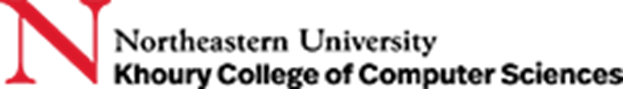 N
Northeastern University
Khoury College of Computer Sciences